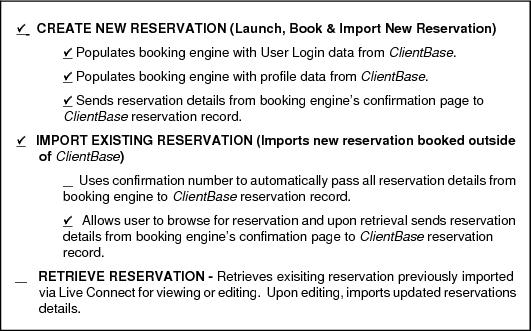 ✓ CREATE NEW RESERVATION (Launch, Book & Import New Reservation)
✓ Populates booking engine with User Login data from ClientBase.
✓ Populates booking engine with profile data from ClientBase.
✓ Sends reservation details from booking engine's confirmation page to
ClientBase reservation record.
✓ IMPORT EXISTING RESERVATION (Imports new reservation booked outside
of ClientBase)
_ Uses confirmation number to automatically pass all reservation details from
booking engine to ClientBase reservation record.
✓ Allows user to browse for reservation and upon retrieval sends reservation
details from booking engine's confimation page to ClientBase reservation
record.
__ RETRIEVE RESERVATION - Retrieves exisiting reservation previously imported
via Live Connect for viewing or editing. Upon editing, imports updated reservations
details.